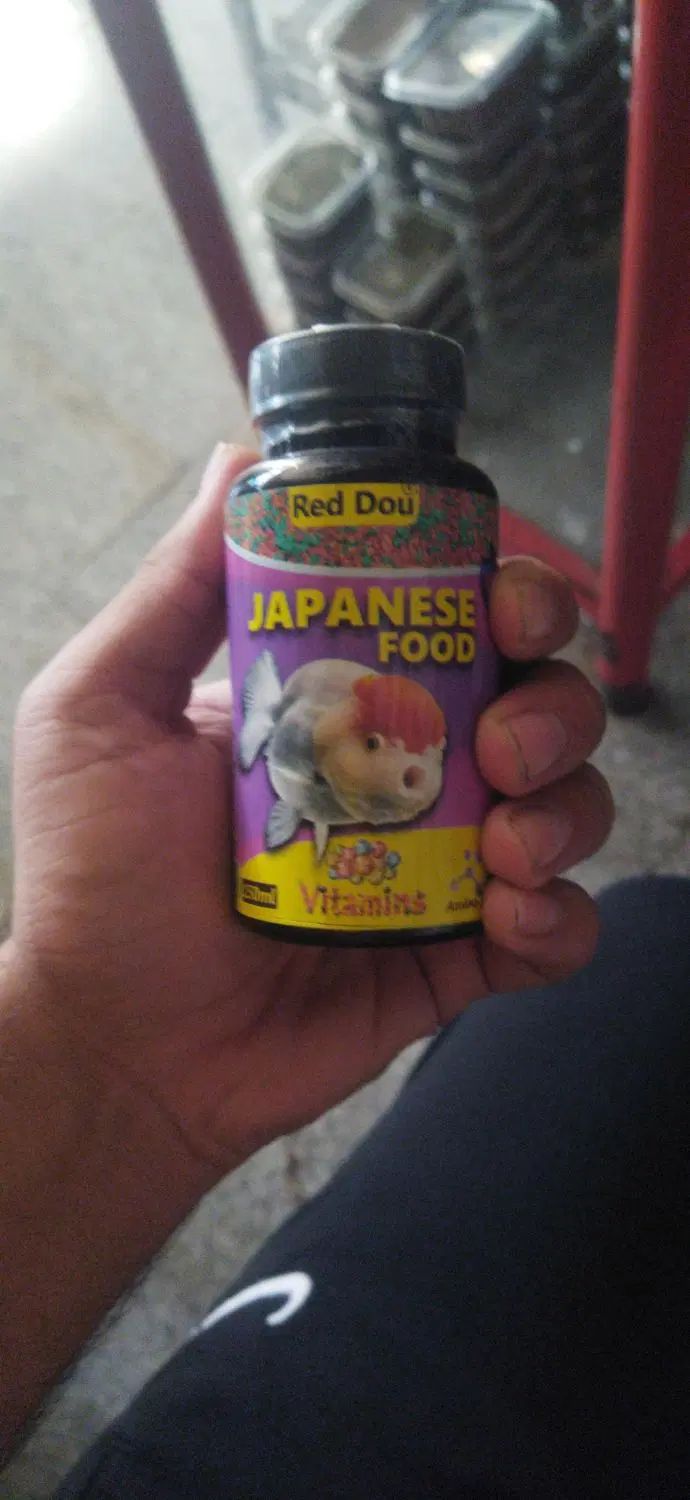 Red Dou
JAPANESE
FOOD
Vitamins